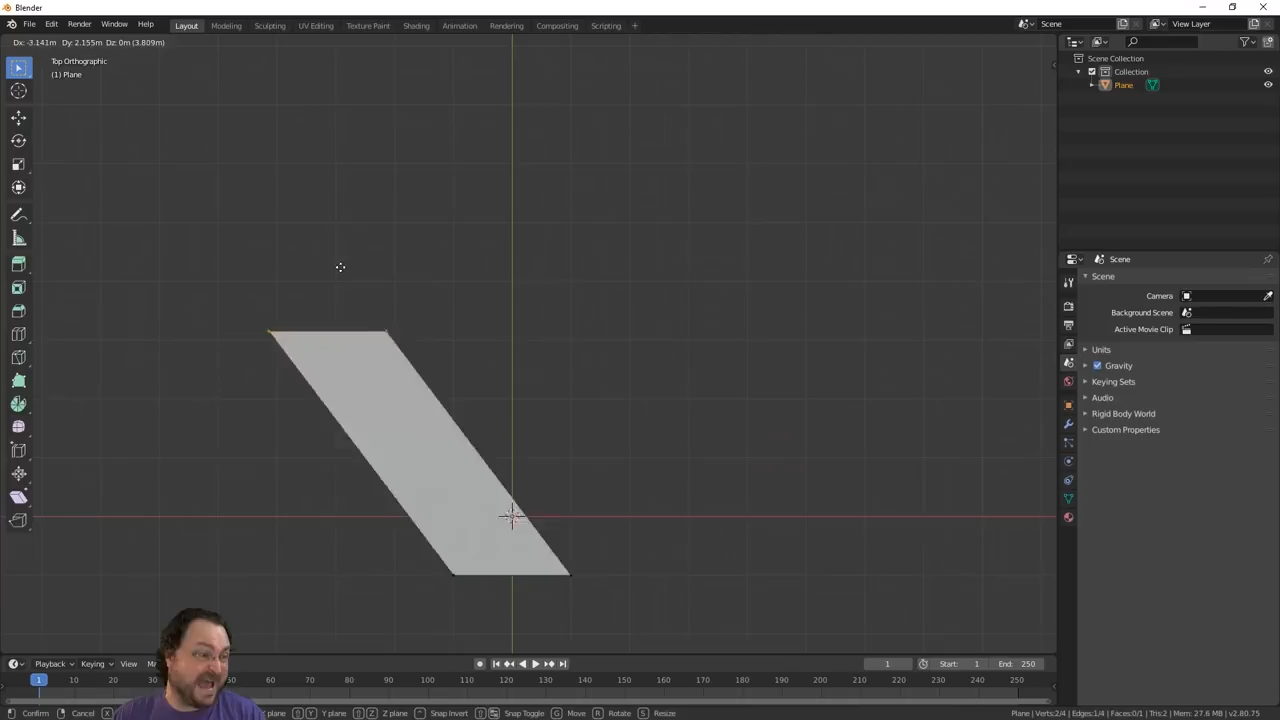 Blender
File Edit Render Window Help Layout Modeling Sculpting UV Editing Texture Paint Shading Animation Rendering Compositing Scripting + Scene View Layer
Dx: -3.141m Dy: 2.155m Dz: 0m (3.809m)
Top Orthographic
(1) Plane
Scene Collection
Collection
Plane
Scene
Scene
Camera
Background Scene
Active Movie Clip
Units
Gravity
Keying Sets
Audio
Rigid Body World
Custom Properties
Playback Keying View 1 Start: 1 End: 250
1 10 20 30 40 60 70 80 90 100 110 120 130 140 150 160 170 180 190 200 210 220 230 240 250
Confirm X Cancel plane Y Y plane Z Z plane Snap Invert Snap Toggle G Move R Rotate S Resize Plane | Verts:2/4 | Edges:1/4 | Faces:0/1 | Tris:2 | Mem: 27.6 MB | v2.80.75